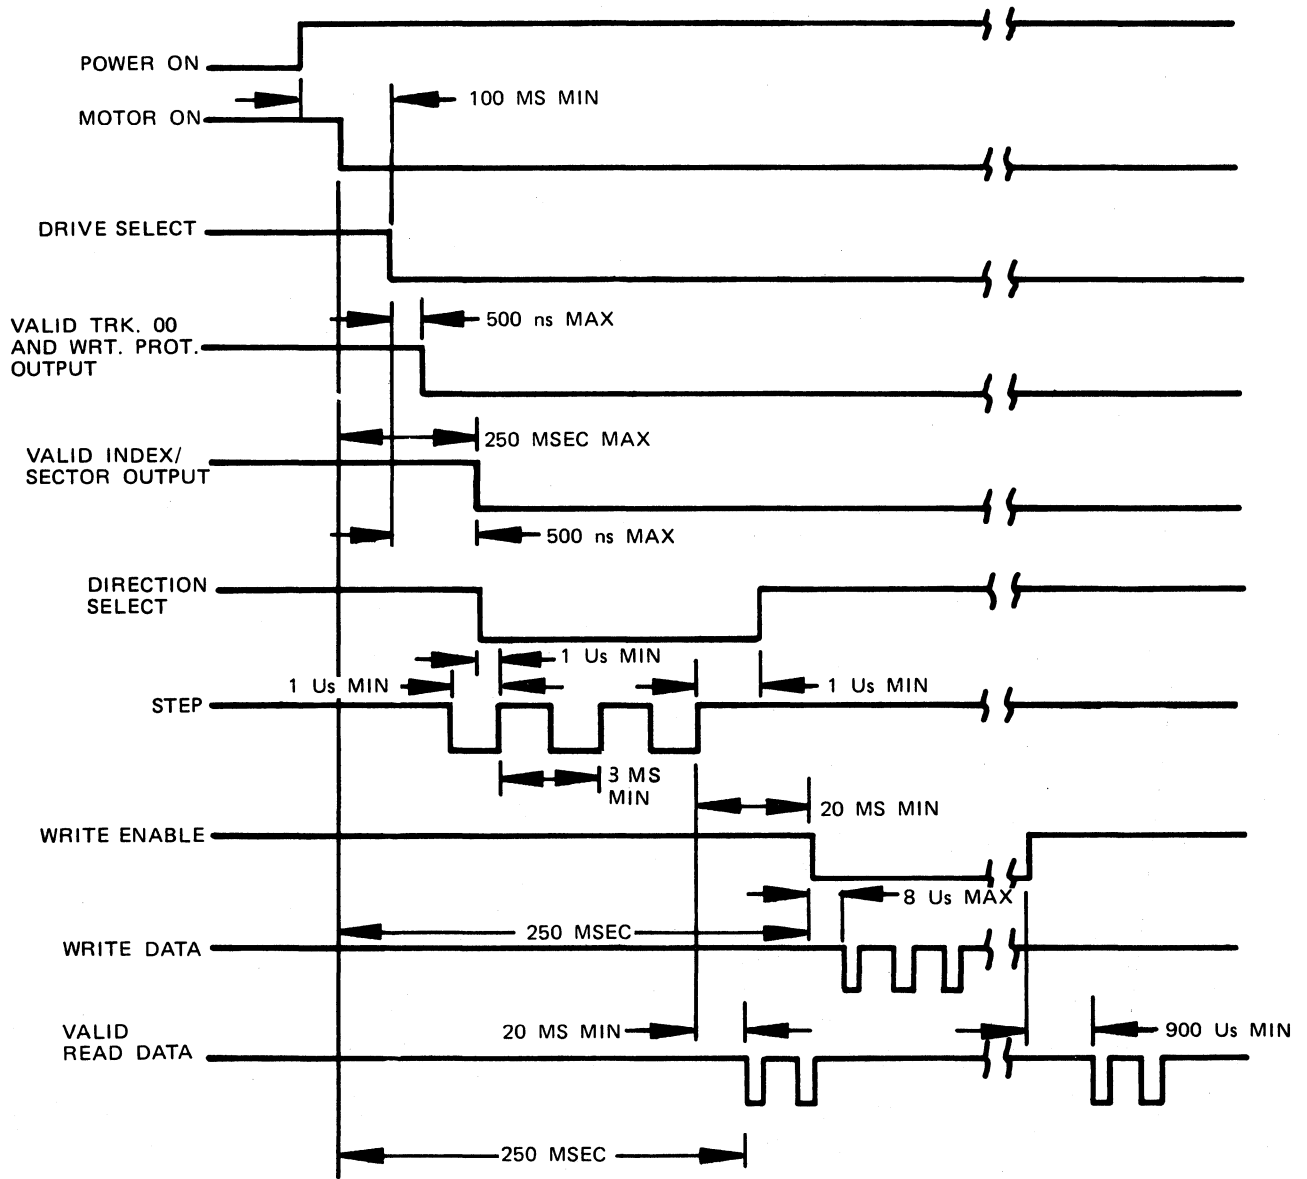 POWER ON
100 MS MIN
MOTOR ON
DRIVE SELECT
500 ns MAX
VALID TRK. 00
AND WRT. PROT.
OUTPUT
250 MSEC MAX
VALID INDEX/
SECTOR OUTPUT
500 ns MAX
DIRECTION
SELECT
1 Us MIN
1 Us MIN
1 Us MIN
STEP
3 MS
MIN
20 MS MIN
WRITE ENABLE
8 Us MAX
250 MSEC
WRITE DATA
VALID
READ DATA
20 MS MIN
900 Us MIN
250 MSEC